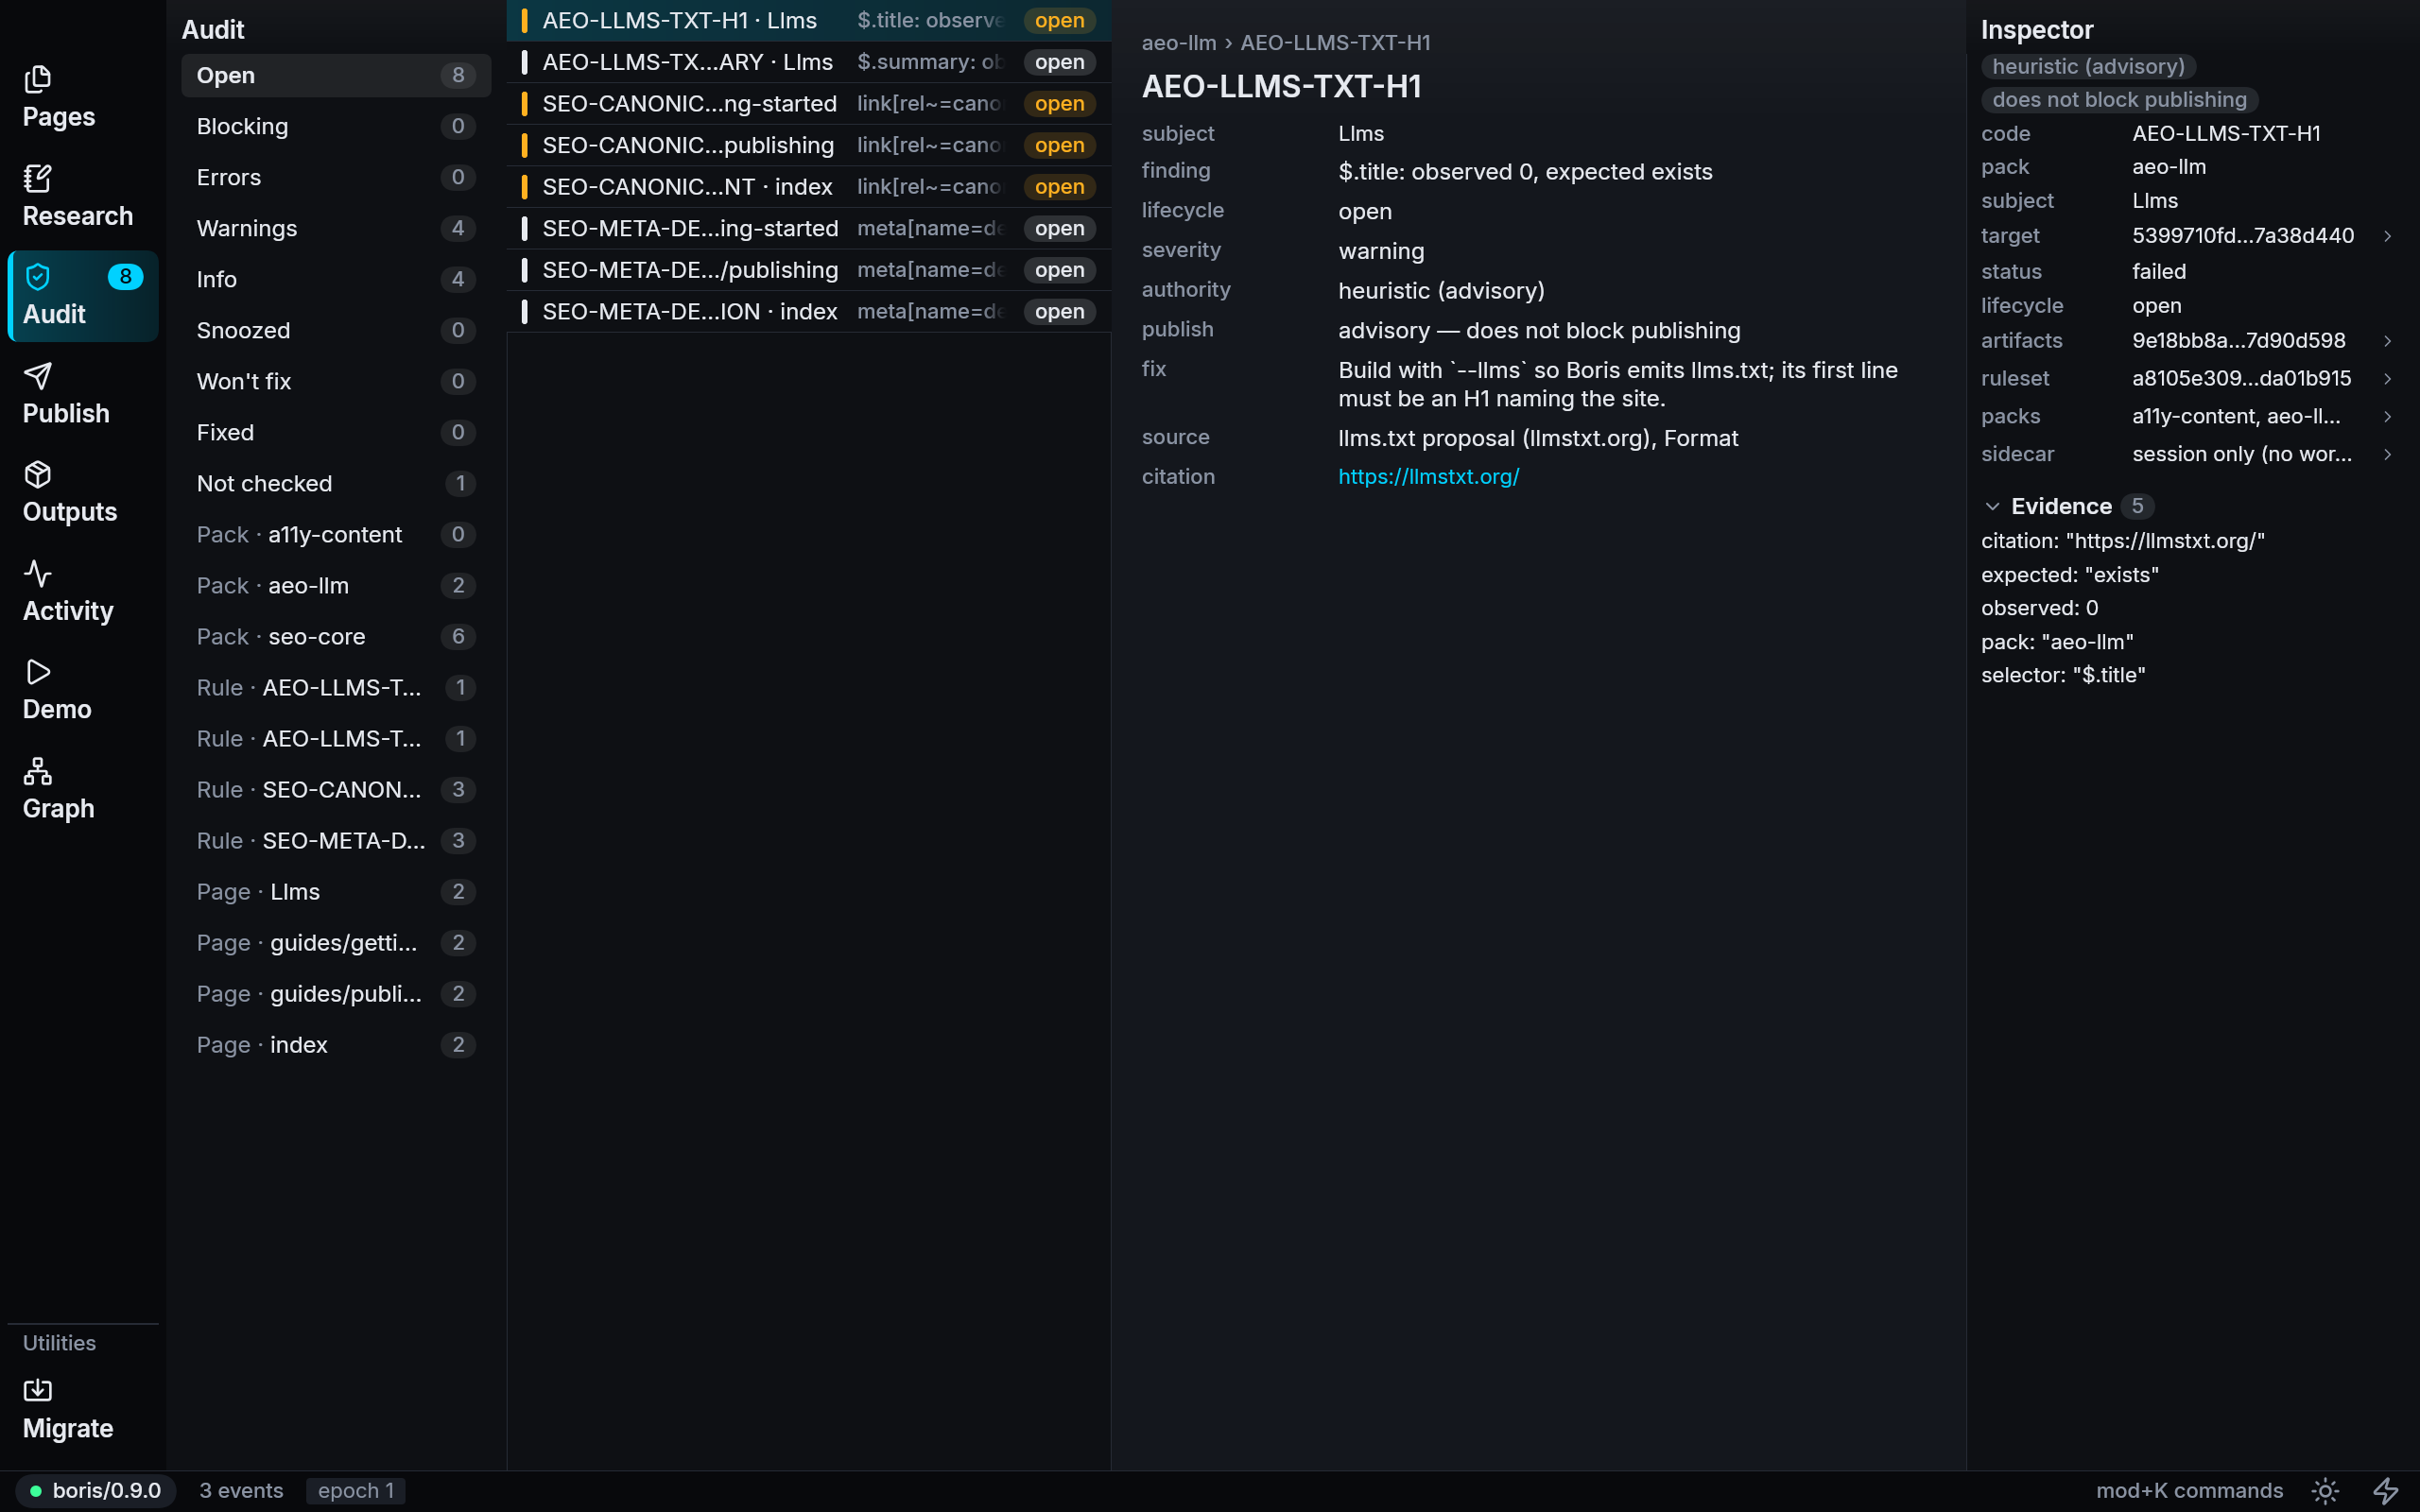 Pages
Research
8
Audit
Publish
Outputs
Activity
Demo
Graph
Utilities
Migrate
Audit
Open 8
Blocking 0
Errors 0
Warnings 4
Info 4
Snoozed 0
Won't fix 0
Fixed 0
Not checked 1
Pack · a11y-content 0
Pack · aeo-llm 2
Pack · seo-core 6
Rule · AEO-LLMS-T... 1
Rule · AEO-LLMS-T... 1
Rule · SEO-CANON... 3
Rule · SEO-META-D... 3
Page · Llms 2
Page · guides/getti... 2
Page · guides/publi... 2
Page · index 2
AEO-LLMS-TXT-H1 · Llms $.title: observe open
AEO-LLMS-TX...ARY · Llms $.summary: ob open
SEO-CANONIC...ng-started link[rel~=cano open
SEO-CANONIC...publishing link[rel~=cano open
SEO-CANONIC...NT · index link[rel~=cano open
SEO-META-DE...ing-started meta[name=de open
SEO-META-DE.../publishing meta[name=de open
SEO-META-DE...ION · index meta[name=de open
aeo-llm › AEO-LLMS-TXT-H1
AEO-LLMS-TXT-H1
subject Llms
finding $.title: observed 0, expected exists
lifecycle open
severity warning
authority heuristic (advisory)
publish advisory — does not block publishing
fix Build with `--llms` so Boris emits llms.txt; its first line
must be an H1 naming the site.
source llms.txt proposal (llmstxt.org), Format
citation https://llmstxt.org/
Inspector
heuristic (advisory)
does not block publishing
code AEO-LLMS-TXT-H1
pack aeo-llm
subject Llms
target 5399710fd...7a38d440
status failed
lifecycle open
artifacts 9e18bb8a...7d90d598
ruleset a8105e309...da01b915
packs a11y-content, aeo-ll...
sidecar session only (no wor...
Evidence 5
citation: "https://llmstxt.org/"
expected: "exists"
observed: 0
pack: "aeo-llm"
selector: "$.title"
boris/0.9.0 3 events epoch 1 mod+K commands